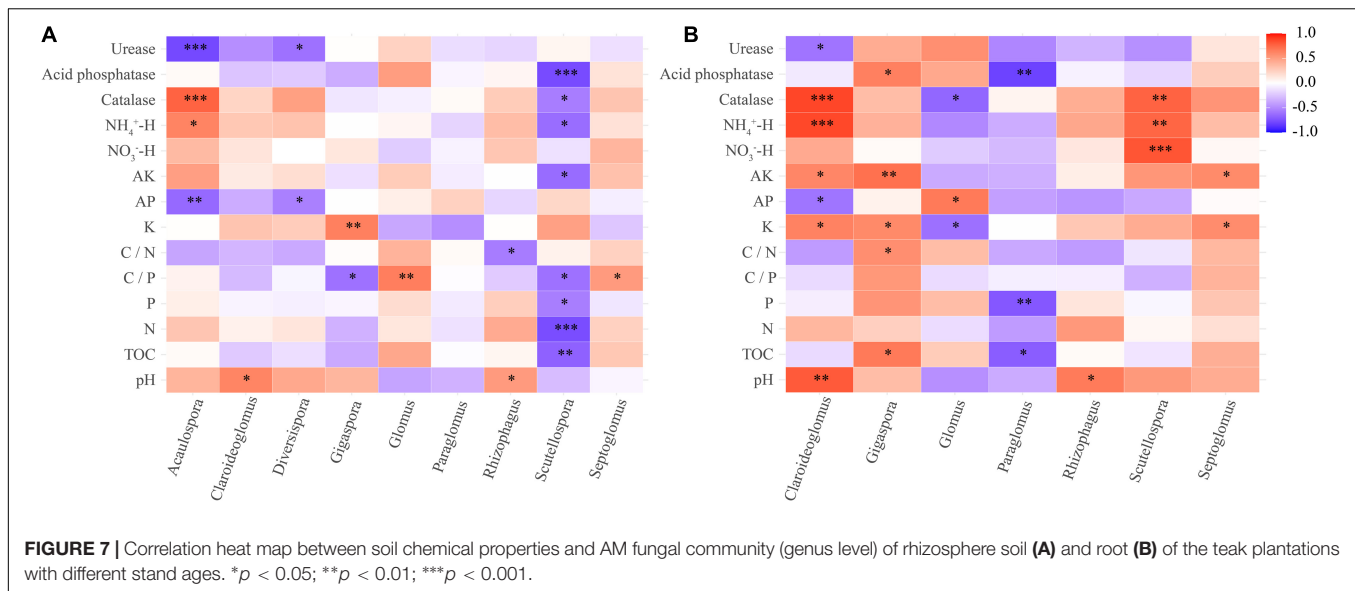 A
Urease *** *
Acid phosphatase ***
Catalase *** *
NH₄⁺-H * *
NO₃⁻-H
AK *
AP ** *
K **
C / N *
C / P * ** * *
P *
N ***
TOC **
pH * *
Acaulospora
Claroideoglomus
Diversispora
Gigaspora
Glomus
Paraglomus
Rhizophagus
Scutellospora
Septoglomus
B
Urease *
Acid phosphatase * **
Catalase *** * **
NH₄⁺-H *** **
NO₃⁻-H ***
AK * ** *
AP * *
K * * * *
C / N *
C / P
P **
N
TOC * *
pH ** *
Claroideoglomus
Gigaspora
Glomus
Paraglomus
Rhizophagus
Scutellospora
Septoglomus
1.0
0.5
0.0
-0.5
-1.0
FIGURE 7 | Correlation heat map between soil chemical properties and AM fungal community (genus level) of rhizosphere soil (A) and root (B) of the teak plantations
with different stand ages. *p < 0.05; **p < 0.01; ***p < 0.001.